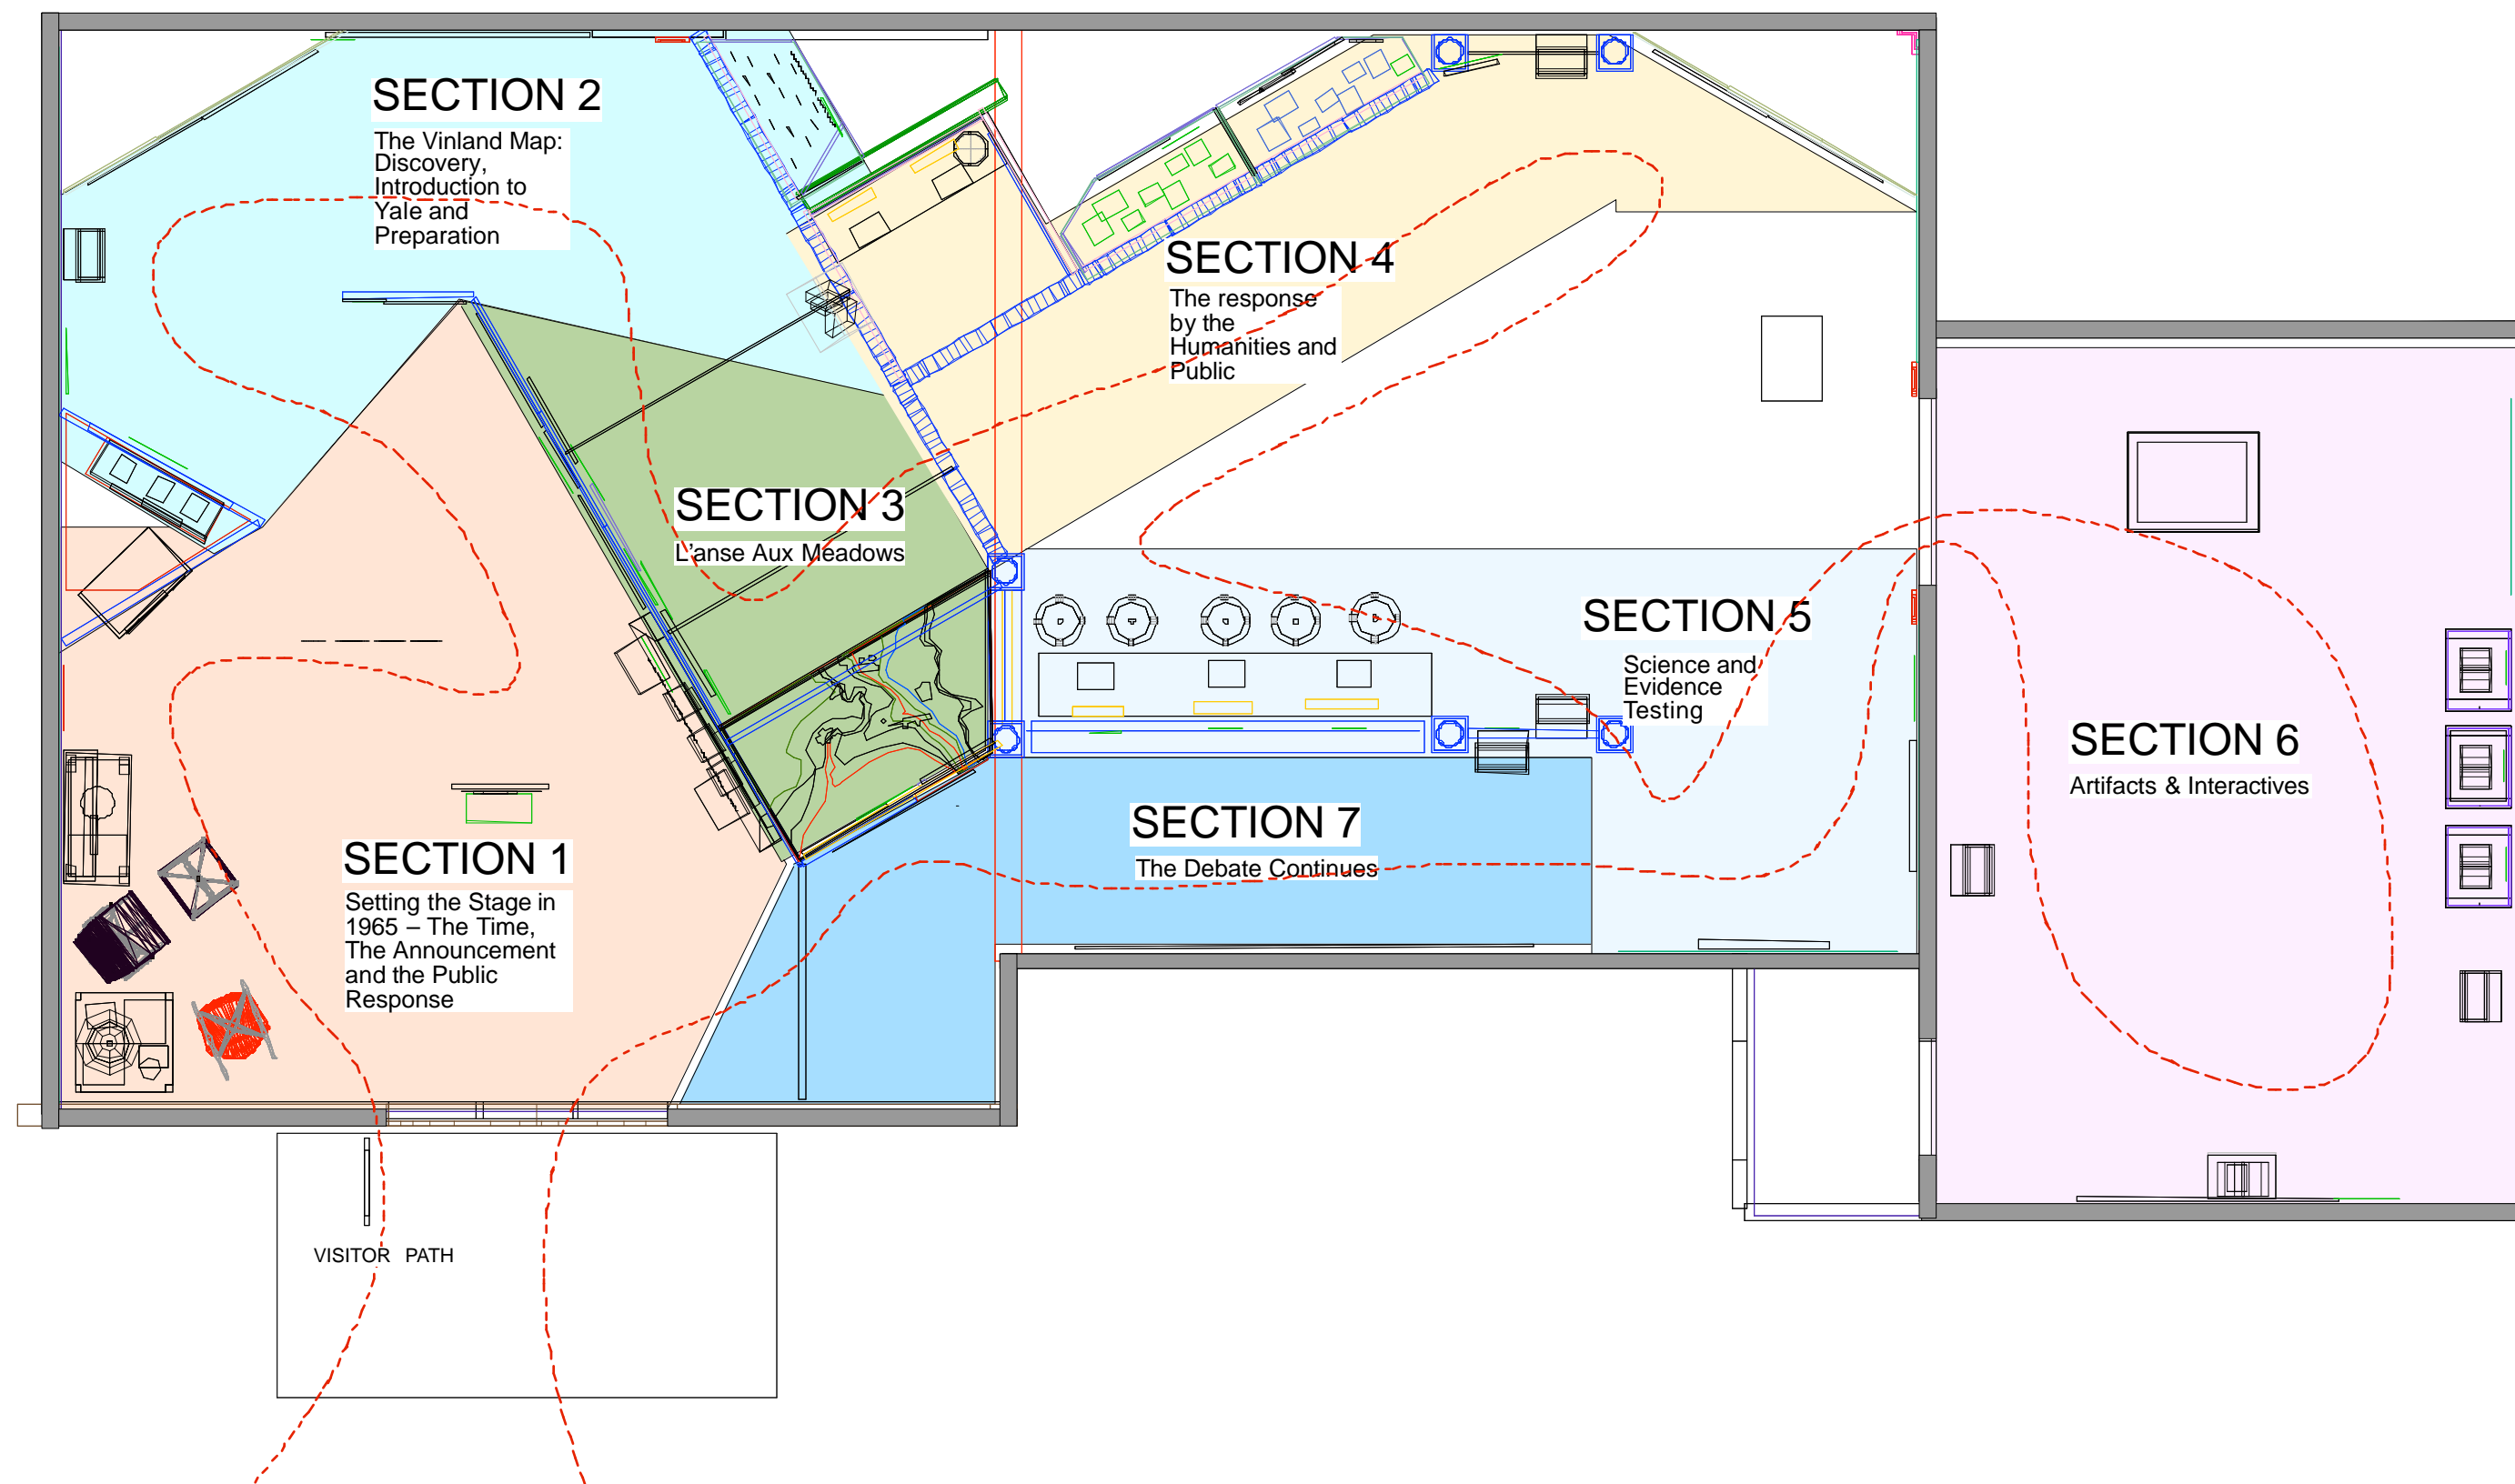 SECTION 2
The Vinland Map:
Discovery,
Introduction to
Yale and
Preparation
SECTION 4
The response
by the
Humanities and
Public
SECTION 3
L'anse Aux Meadows
SECTION 5
Science and
Evidence
Testing
SECTION 6
Artifacts & Interactives
SECTION 7
The Debate Continues
SECTION 1
Setting the Stage in
1965 – The Time,
The Announcement
and the Public
Response
VISITOR PATH